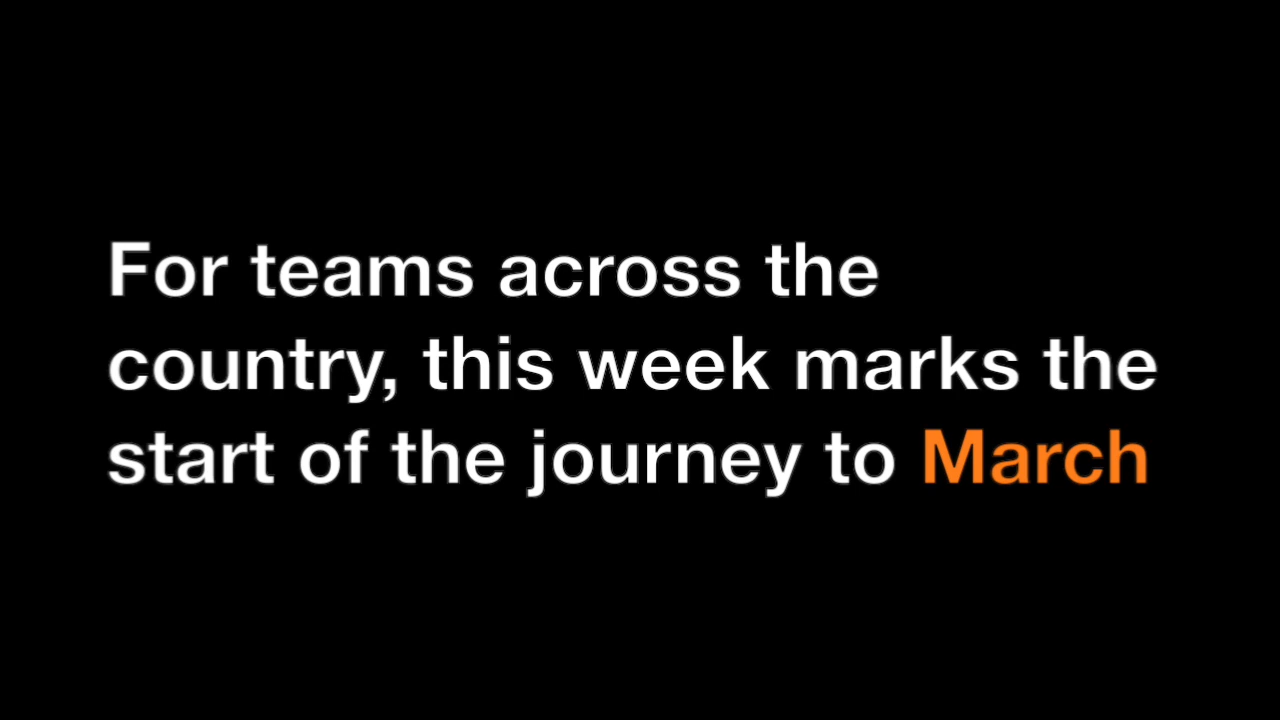 For teams across the
country, this week marks the
start of the journey to March